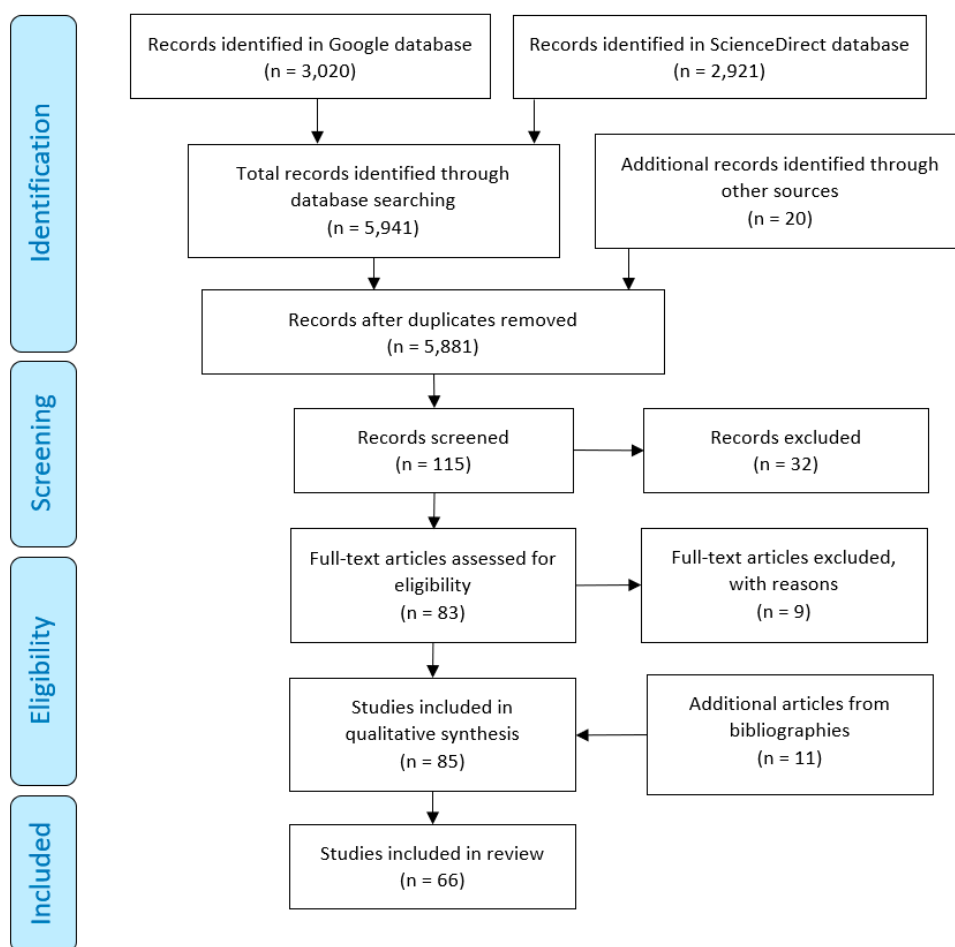 Identification
Records identified in Google database
(n = 3,020)
Records identified in ScienceDirect database
(n = 2,921)
Total records identified through
database searching
(n = 5,941)
Additional records identified through
other sources
(n = 20)
Records after duplicates removed
(n = 5,881)
Screening
Records screened
(n = 115)
Records excluded
(n = 32)
Eligibility
Full-text articles assessed for
eligibility
(n = 83)
Full-text articles excluded,
with reasons
(n = 9)
Studies included in
qualitative synthesis
(n = 85)
Additional articles from
bibliographies
(n = 11)
Included
Studies included in review
(n = 66)